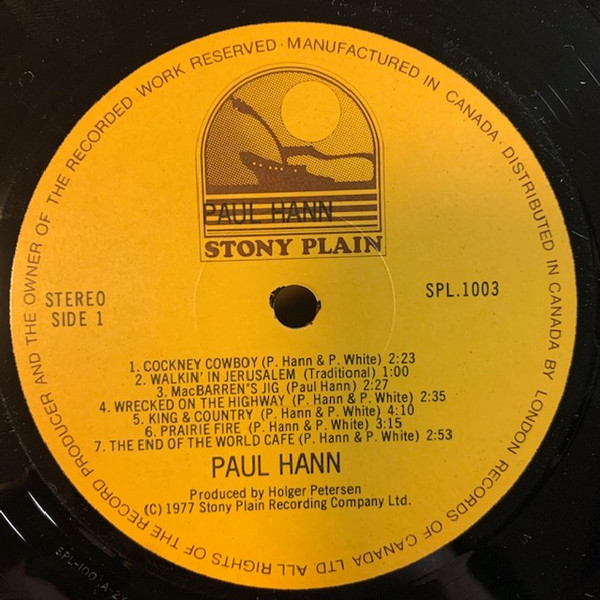 AND THE OWNER OF THE RECORDED WORK RESERVED · MANUFACTURED IN CANADA · DISTRIBUTED IN CANADA BY LONDON RECORDS OF CANADA LTD. ALL RIGHTS OF THE RECORD PRODUCER
PAUL HANN
STONY PLAIN
STEREO
SIDE 1
SPL.1003
1. COCKNEY COWBOY (P. Hann & P. White) 2:23
2. WALKIN' IN JERUSALEM (Traditional) 1:00
3. MacBARREN'S JIG (Paul Hann) 2:27
4. WRECKED ON THE HIGHWAY (P. Hann & P. White) 2:35
5. KING & COUNTRY (P. Hann & P. White) 4:10
6. PRAIRIE FIRE (P. Hann & P. White) 3:15
7. THE END OF THE WORLD CAFE (P. Hann & P. White) 2:53
PAUL HANN
Produced by Holger Petersen
(C) 1977 Stony Plain Recording Company Ltd.